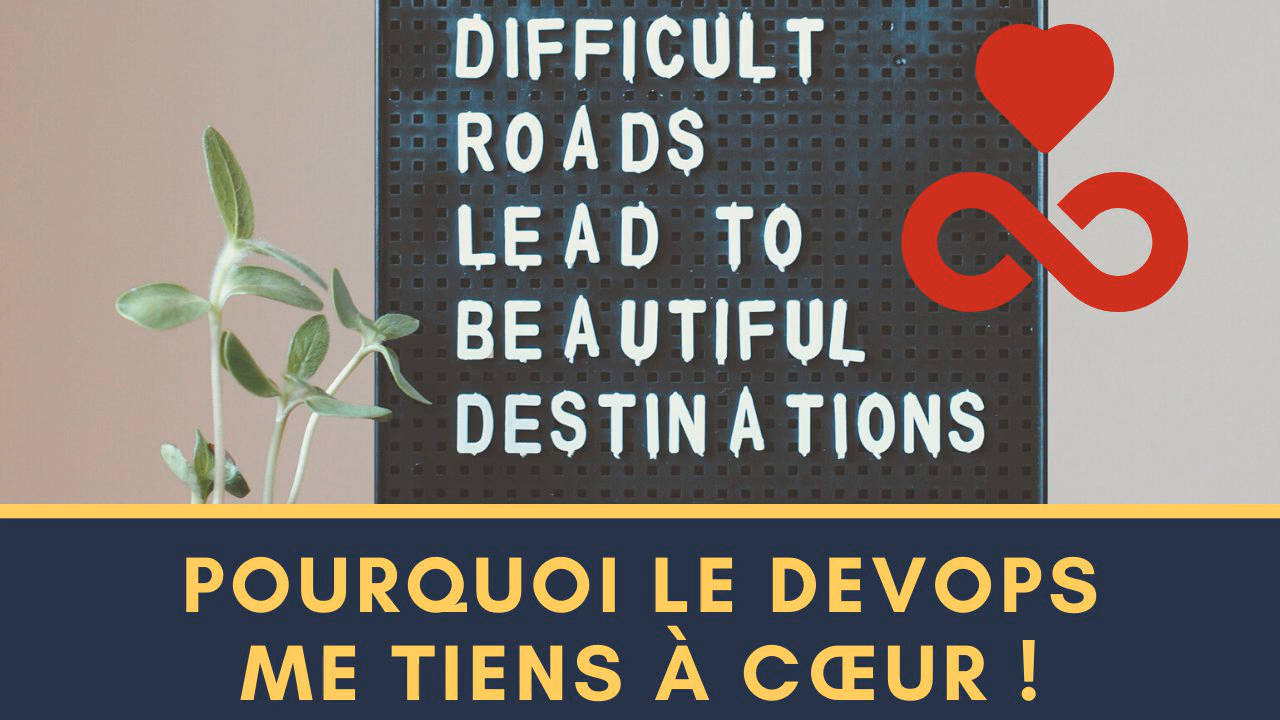 DIFFICULT
ROADS
LEAD TO
BEAUTIFUL
DESTINATIONS
POURQUOI LE DEVOPS
ME TIENS À CŒUR !